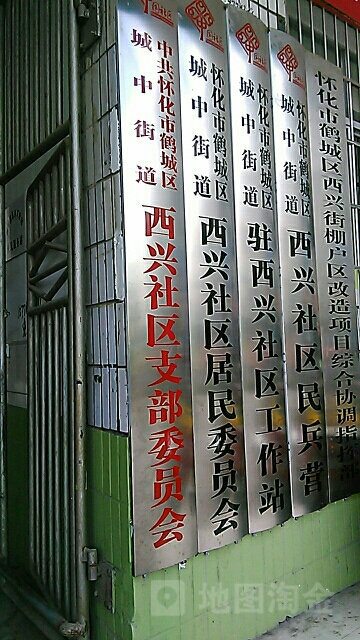 中共怀化市鹤城区
城中街道
西兴社区支部委员会
怀化市鹤城区
城中街道
西兴社区居民委员会
怀化市鹤城区
城中街道
驻西兴社区工作站
怀化市鹤城区
城中街道
西兴社区民兵营
怀化市鹤城区西兴街棚户区改造项目综合协调指挥部
地图淘金